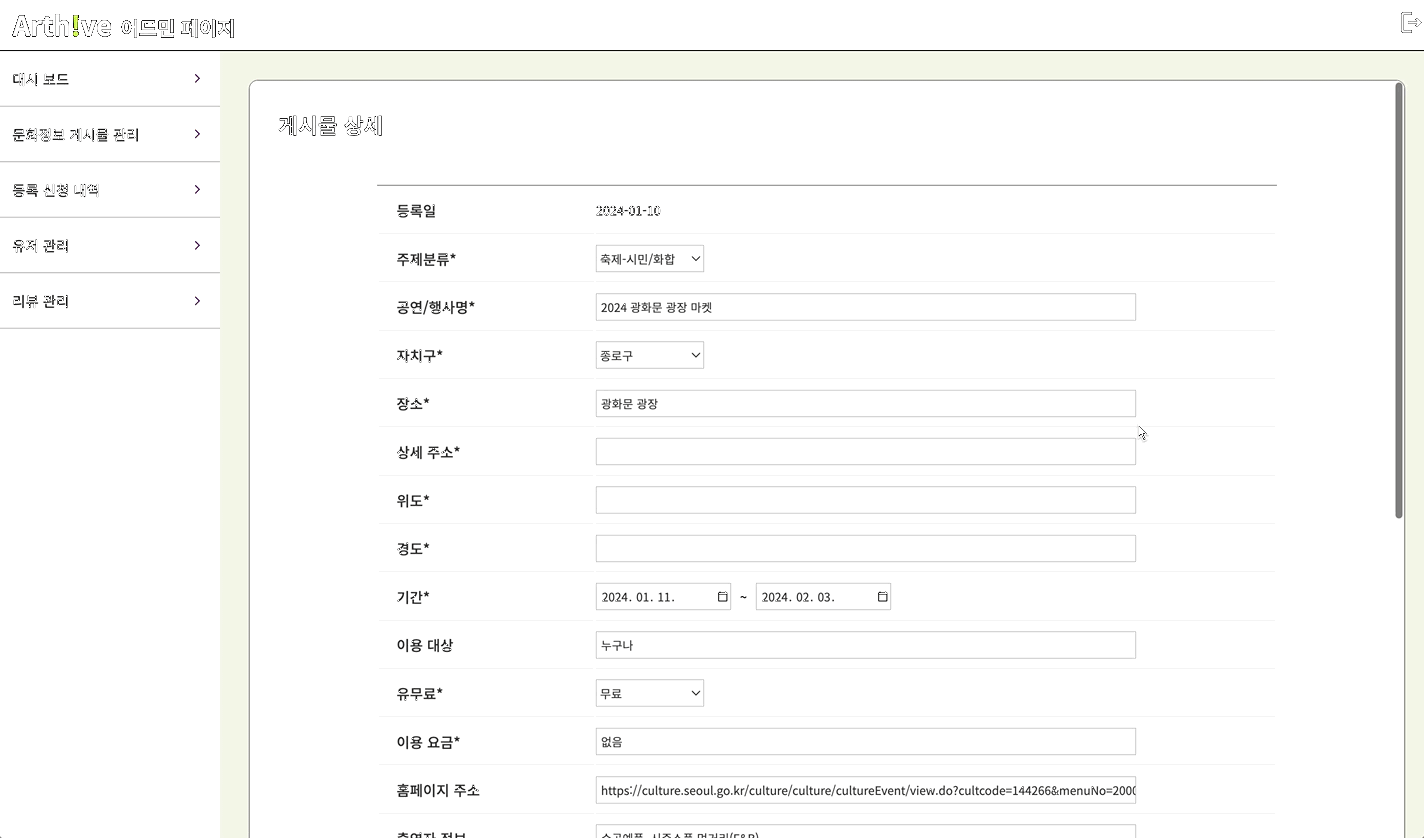 Arth!ve 어드민 페이지
대시 보드
문화정보 게시물 관리
등록 신청 내역
유저 관리
리뷰 관리
게시물 상세
등록일 2024-01-10
주제분류* 축제-시민/화합
공연/행사명* 2024 광화문 광장 마켓
자치구* 종로구
장소* 광화문 광장
상세 주소*
위도*
경도*
기간* 2024. 01. 11. ~ 2024. 02. 03.
이용 대상 누구나
유무료* 무료
이용 요금* 없음
홈페이지 주소 https://culture.seoul.go.kr/culture/culture/cultureEvent/view.do?cultcode=144266&menuNo=2000
출연자 정보